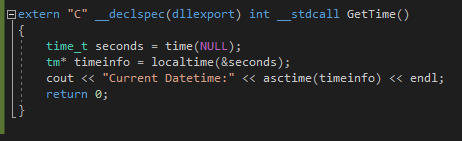 extern "C" __declspec(dllexport) int __stdcall GetTime()
{
time_t seconds = time(NULL);
tm* timeinfo = localtime(&seconds);
cout << "Current Datetime:" << asctime(timeinfo) << endl;
return 0;
}